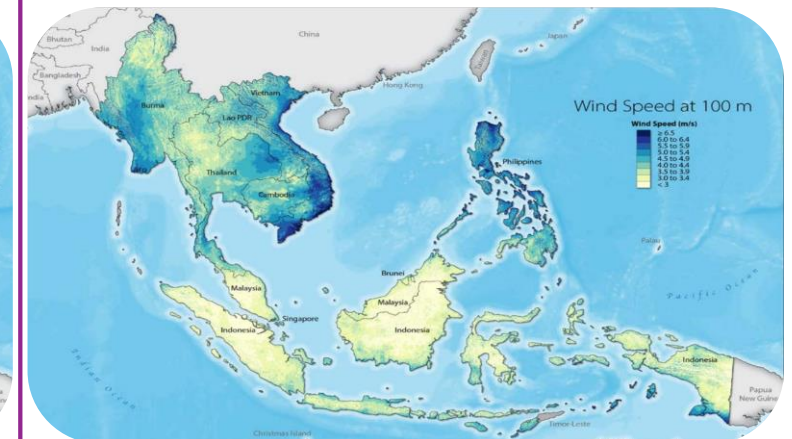 Bhutan
China
Japan
India
Bangladesh
Taiwan
Hong Kong
Burma
Vietnam
Lao PDR
Thailand
Cambodia
Philippines
Wind Speed at 100 m
Wind Speed (m/s)
≥ 6.5
6.0 to 6.4
5.5 to 5.9
5.0 to 5.4
4.5 to 4.9
4.0 to 4.4
3.5 to 3.9
3.0 to 3.4
< 3
Palau
Pacific Ocean
Brunei
Malaysia
Malaysia
Singapore
Indonesia
Indonesia
Indonesia
Indian Ocean
Papua
New Guine
Timor-Leste
Christmas Island